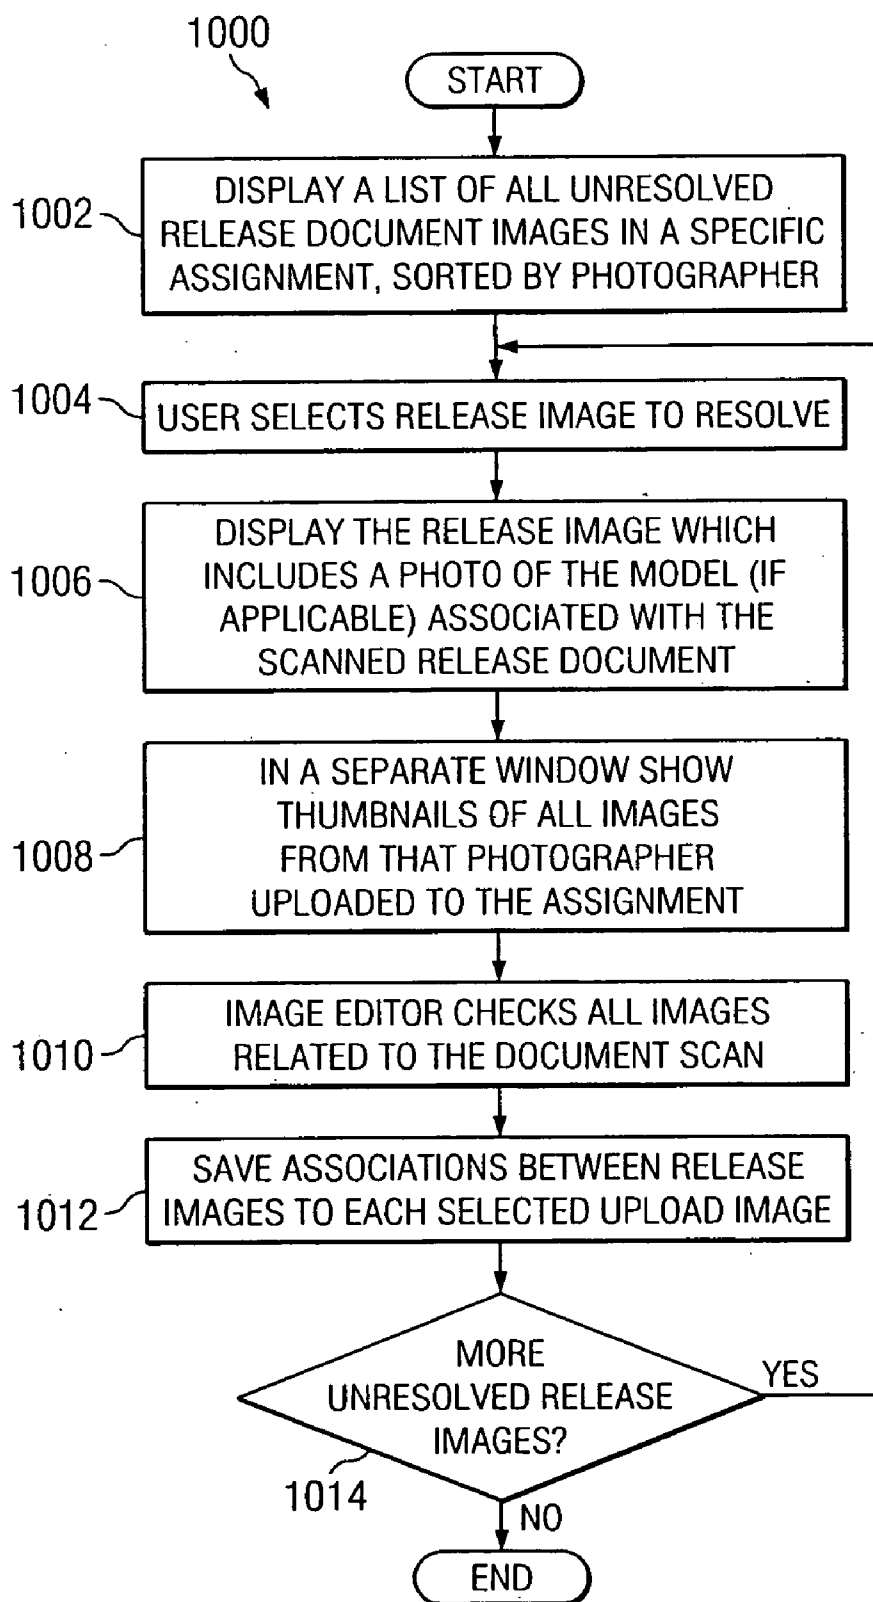 1000
START
1002
DISPLAY A LIST OF ALL UNRESOLVED
RELEASE DOCUMENT IMAGES IN A SPECIFIC
ASSIGNMENT, SORTED BY PHOTOGRAPHER
1004
USER SELECTS RELEASE IMAGE TO RESOLVE
1006
DISPLAY THE RELEASE IMAGE WHICH
INCLUDES A PHOTO OF THE MODEL (IF
APPLICABLE) ASSOCIATED WITH THE
SCANNED RELEASE DOCUMENT
1008
IN A SEPARATE WINDOW SHOW
THUMBNAILS OF ALL IMAGES
FROM THAT PHOTOGRAPHER
UPLOADED TO THE ASSIGNMENT
1010
IMAGE EDITOR CHECKS ALL IMAGES
RELATED TO THE DOCUMENT SCAN
1012
SAVE ASSOCIATIONS BETWEEN RELEASE
IMAGES TO EACH SELECTED UPLOAD IMAGE
MORE
UNRESOLVED RELEASE
IMAGES?
YES
1014
NO
END